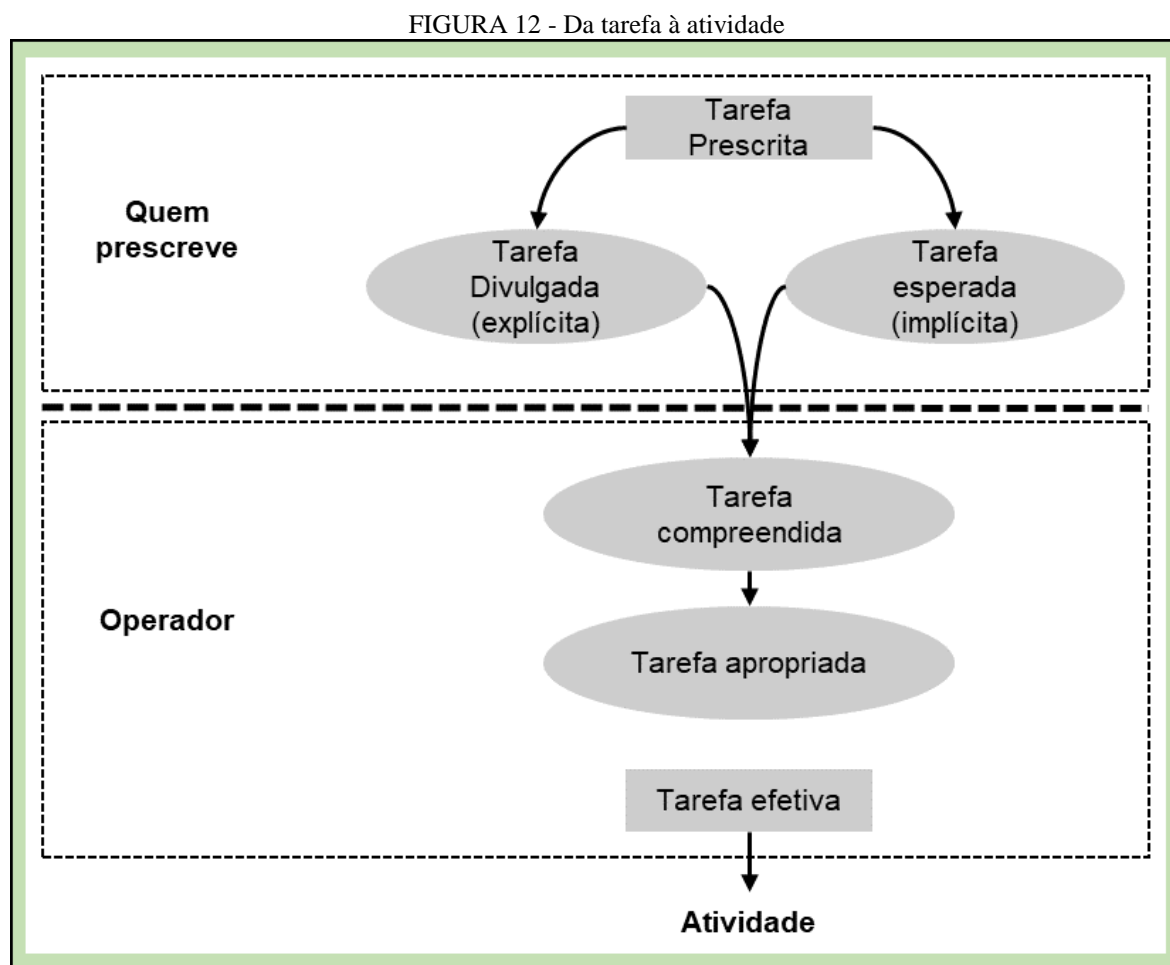 FIGURA 12 - Da tarefa à atividade
Tarefa
Prescrita
Quem
prescreve
Tarefa
Divulgada
(explícita)
Tarefa
esperada
(implícita)
Tarefa
compreendida
Operador
Tarefa apropriada
Tarefa efetiva
Atividade